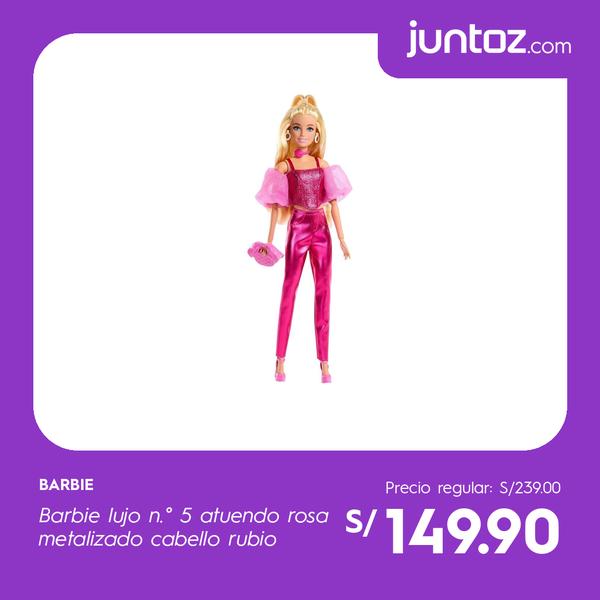 juntoz.com
BARBIE
Barbie lujo n.° 5 atuendo rosa
metalizado cabello rubio
Precio regular: S/239.00
S/149.90